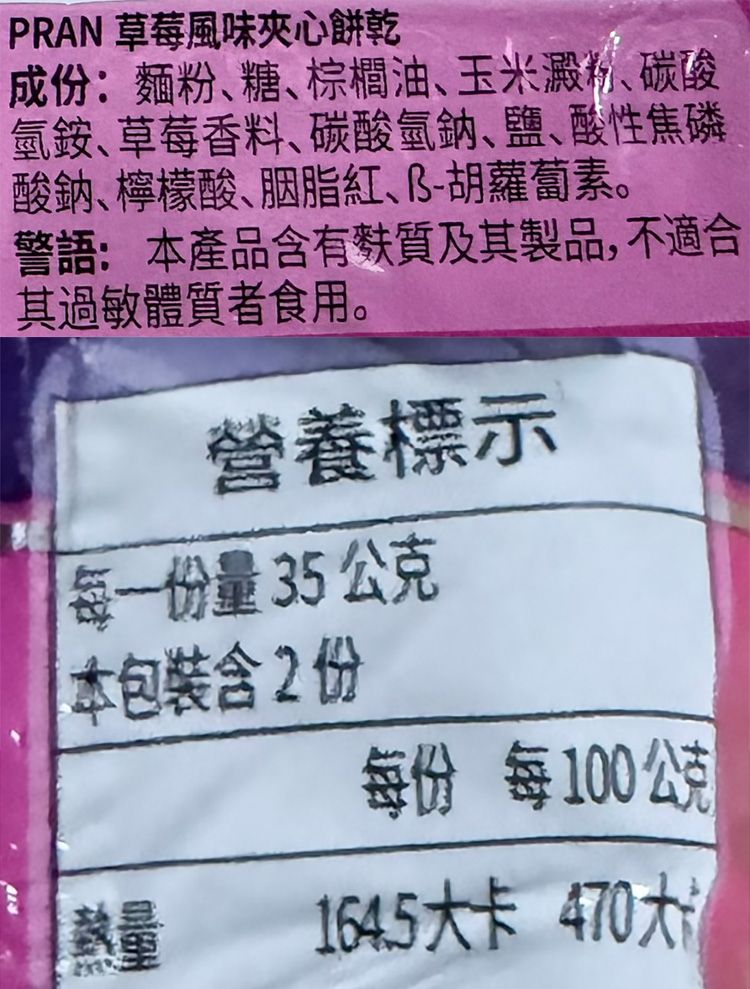 PRAN 草莓風味夾心餅乾
成份：麵粉、糖、棕櫚油、玉米澱粉、碳酸
氫銨、草莓香料、碳酸氫鈉、鹽、酸性焦磷
酸鈉、檸檬酸、胭脂紅、ß-胡蘿蔔素。
警語：本產品含有麩質及其製品,不適合
其過敏體質者食用。
營養標示
每一份量 35 公克
本包裝含 2 份
每份 每 100 公克
熱量 164.5 大卡 470 大卡